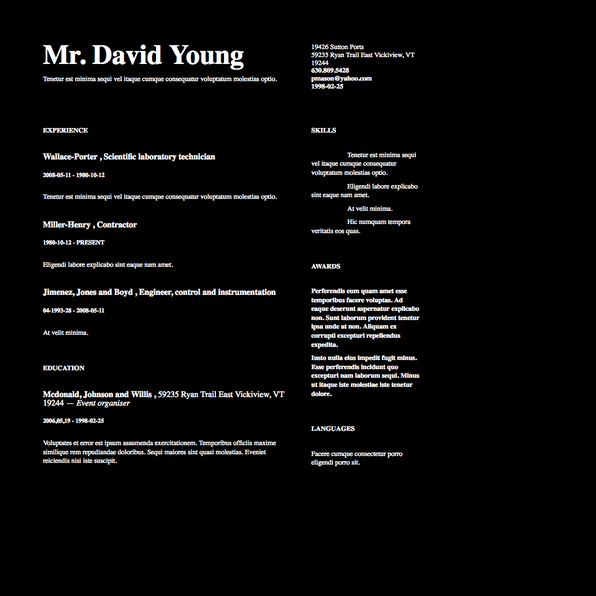 Mr. David Young
Tenetur est minima sequi vel itaque cumque consequatur voluptatum molestias optio.
19426 Sutton Ports
59235 Ryan Trail East Vickiview, VT
19244
630.809.5428
pmason@yahoo.com
1998-02-25
EXPERIENCE
Wallace-Porter , Scientific laboratory technician
2008-05-11 - 1980-10-12
Tenetur est minima sequi vel itaque cumque consequatur voluptatum molestias optio.
Miller-Henry , Contractor
1980-10-12 - PRESENT
Eligendi labore explicabo sint eaque nam amet.
Jimenez, Jones and Boyd , Engineer, control and instrumentation
04-1993-28 - 2008-05-11
At velit minima.
EDUCATION
Mcdonald, Johnson and Willis , 59235 Ryan Trail East Vickiview, VT
19244 — Event organiser
2006,05,19 - 1998-02-25
Voluptates et error est ipsum assumenda exercitationem. Temporibus officiis maxime
similique rem repudiandae doloribus. Sequi maiores sint quasi molestias. Eveniet
reiciendis nisi iste suscipit.
SKILLS
Tenetur est minima sequi
vel itaque cumque consequatur
voluptatum molestias optio.
Eligendi labore explicabo
sint eaque nam amet.
At velit minima.
Hic numquam tempora
veritatis eos quas.
AWARDS
Perferendis eum quam amet esse
temporibus facere voluptas. Ad
eaque deserunt aspernatur explicabo
non. Sunt laborum provident tenetur
ipsa unde at non. Aliquam ex
corrupti excepturi repellendus
expedita.
Iusto nulla eius impedit fugit minus.
Esse perferendis incidunt quo
excepturi nam laborum sequi. Minus
ut itaque iste molestiae iste tenetur
dolore.
LANGUAGES
Facere cumque consectetur porro
eligendi porro sit.